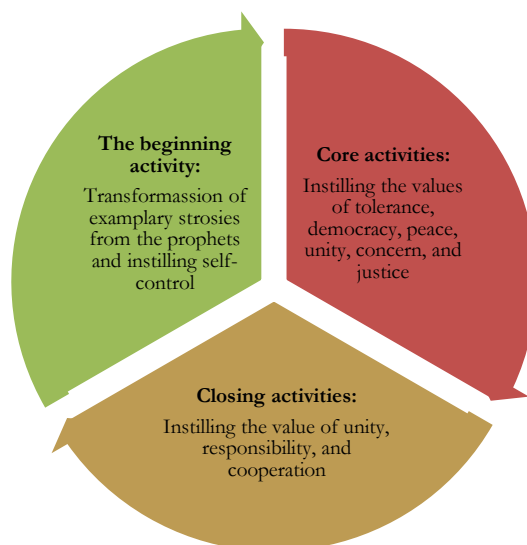 The beginning
activity:
Transformassion of
examplary strosies
from the prophets
and instilling self-
control
Core activities:
Instilling the values
of tolerance,
democracy, peace,
unity, concern, and
justice
Closing activities:
Instilling the value of unity,
responsibility, and
cooperation